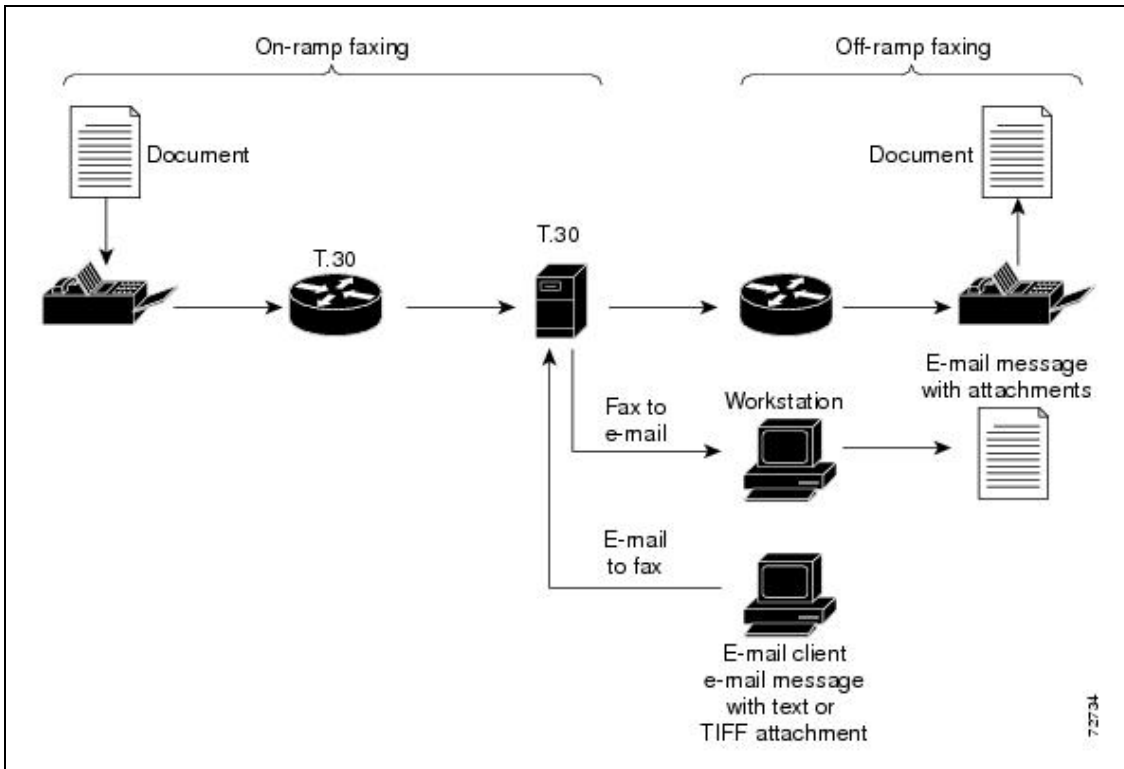 On-ramp faxing
Off-ramp faxing
Document
Document
T.30
T.30
E-mail message
with attachments
Fax to
e-mail
Workstation
E-mail
to fax
E-mail client
e-mail message
with text or
TIFF attachment
72734